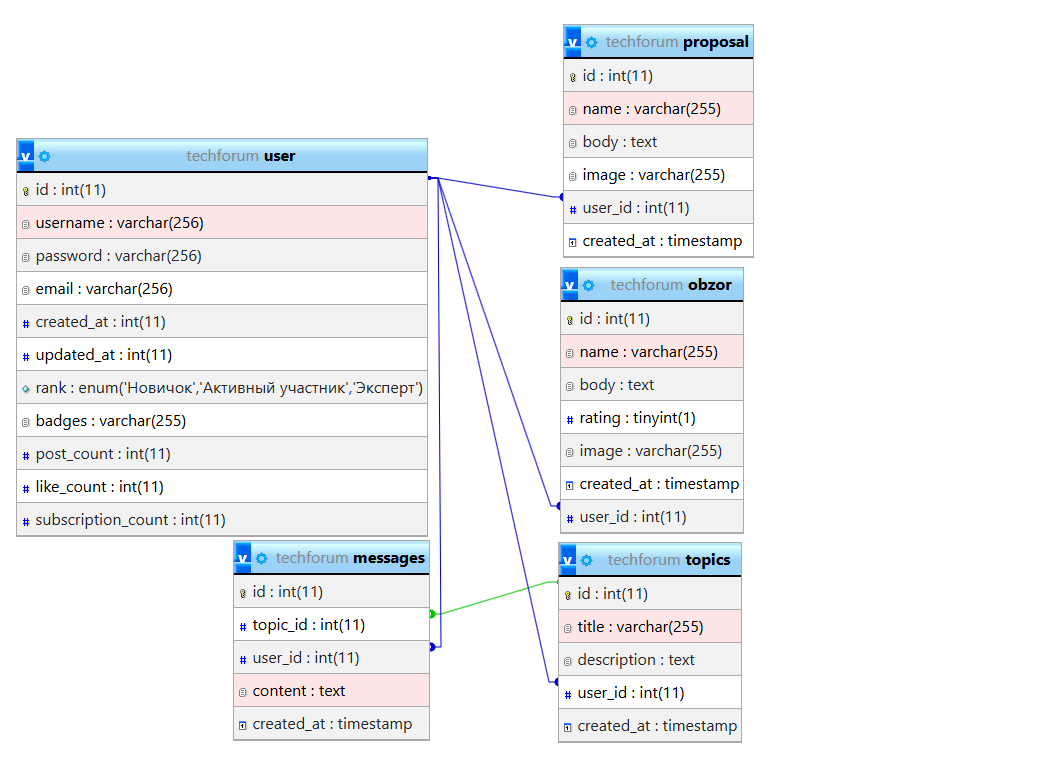 techforum user
id : int(11)
username : varchar(256)
password : varchar(256)
email : varchar(256)
created_at : int(11)
updated_at : int(11)
rank : enum('Новичок','Активный участник','Эксперт')
badges : varchar(255)
post_count : int(11)
like_count : int(11)
subscription_count : int(11)
techforum messages
id : int(11)
topic_id : int(11)
user_id : int(11)
content : text
created_at : timestamp
techforum proposal
id : int(11)
name : varchar(255)
body : text
image : varchar(255)
user_id : int(11)
created_at : timestamp
techforum obzor
id : int(11)
name : varchar(255)
body : text
rating : tinyint(1)
image : varchar(255)
created_at : timestamp
user_id : int(11)
techforum topics
id : int(11)
title : varchar(255)
description : text
user_id : int(11)
created_at : timestamp